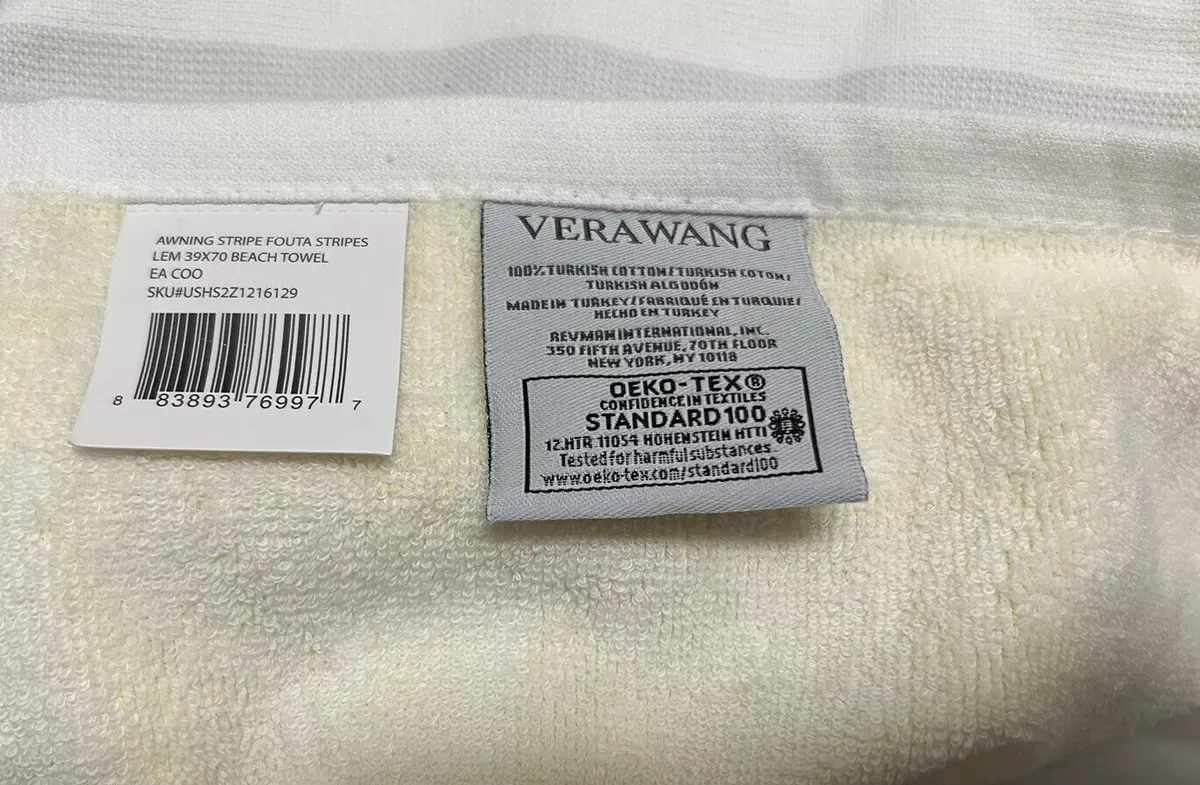 AWNING STRIPE FOUTA STRIPES
LEM 39X70 BEACH TOWEL
EA COO
SKU#USHS2Z1216129
8 83893 76997 7
VERAWANG
100% TURKISH COTTON/TURKISH COTON/
TURKISH ALGODÓN
MADE IN TURKEY/FABRIQUÉ EN TURQUIE/
HECHO EN TURKEY
REVMAN INTERNATIONAL, INC.
350 FIFTH AVENUE, 70TH FLOOR
NEW YORK, NY 10118
OEKO-TEX®
CONFIDENCE IN TEXTILES
STANDARD 100
12.HTR 11054 HOHENSTEIN HTTI
Tested for harmful substances
www.oeko-tex.com/standard100